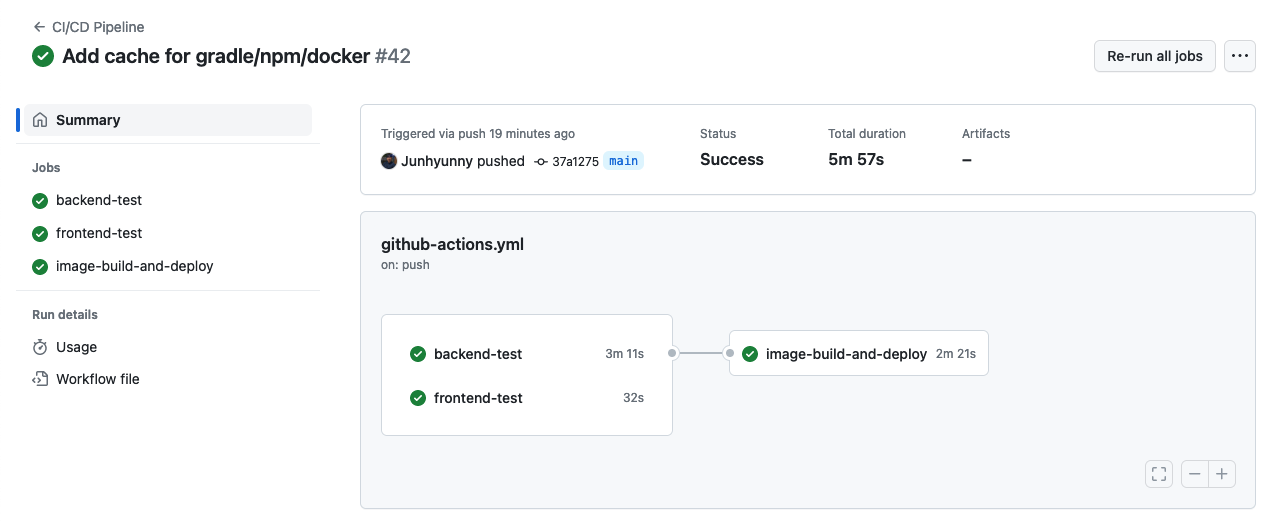 CI/CD Pipeline
Add cache for gradle/npm/docker #42
Re-run all jobs
Summary
Jobs
backend-test
frontend-test
image-build-and-deploy
Run details
Usage
Workflow file
Triggered via push 19 minutes ago
Junhyunny pushed 37a1275 main
Status
Success
Total duration
5m 57s
Artifacts
–
github-actions.yml
on: push
backend-test 3m 11s
frontend-test 32s
image-build-and-deploy 2m 21s